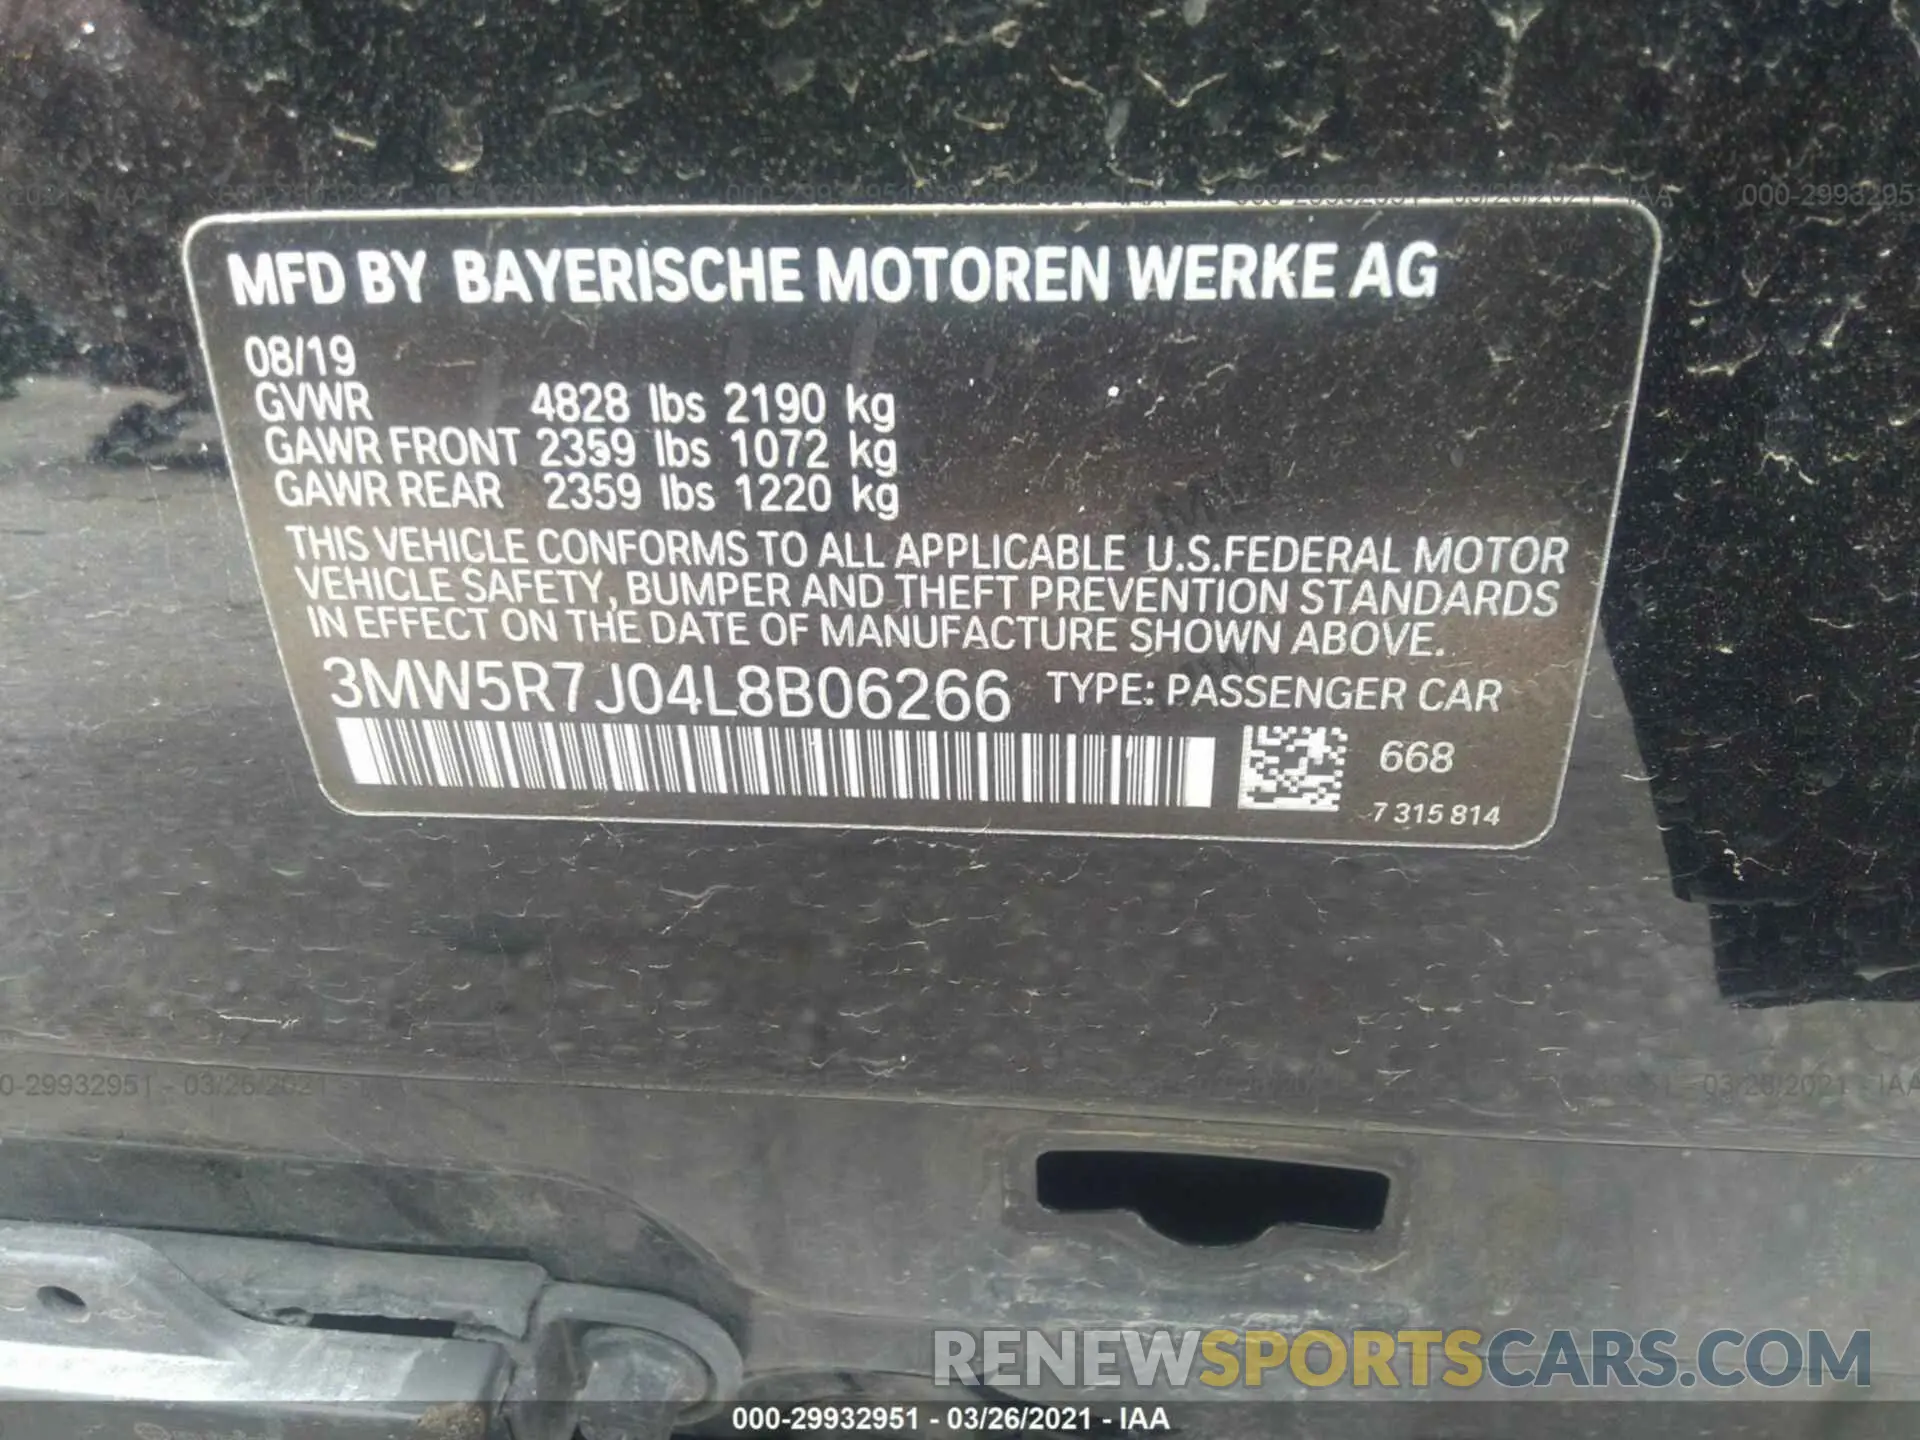 MFD BY BAYERISCHE MOTOREN WERKE AG
08/19
GVWR 4828 lbs 2190 kg
GAWR FRONT 2359 lbs 1072 kg
GAWR REAR 2359 lbs 1220 kg
THIS VEHICLE CONFORMS TO ALL APPLICABLE U.S.FEDERAL MOTOR
VEHICLE SAFETY, BUMPER AND THEFT PREVENTION STANDARDS
IN EFFECT ON THE DATE OF MANUFACTURE SHOWN ABOVE.
3MW5R7J04L8B06266 TYPE: PASSENGER CAR
668
7 315 814
RENEWSPORTSCARS.COM
000-29932951 - 03/26/2021 - IAA